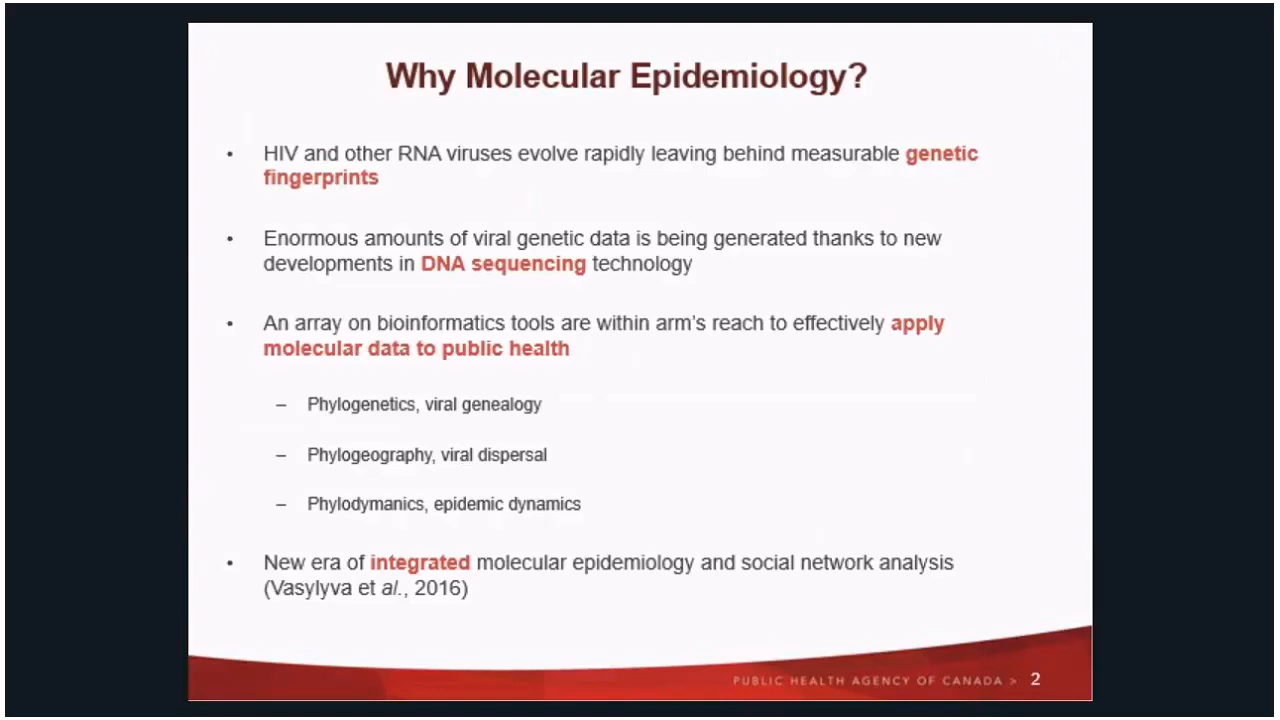 Why Molecular Epidemiology?
• HIV and other RNA viruses evolve rapidly leaving behind measurable genetic
fingerprints
• Enormous amounts of viral genetic data is being generated thanks to new
developments in DNA sequencing technology
• An array on bioinformatics tools are within arm's reach to effectively apply
molecular data to public health
– Phylogenetics, viral genealogy
– Phylogeography, viral dispersal
– Phylodymanics, epidemic dynamics
• New era of integrated molecular epidemiology and social network analysis
(Vasylyva et al., 2016)
PUBLIC HEALTH AGENCY OF CANADA > 2